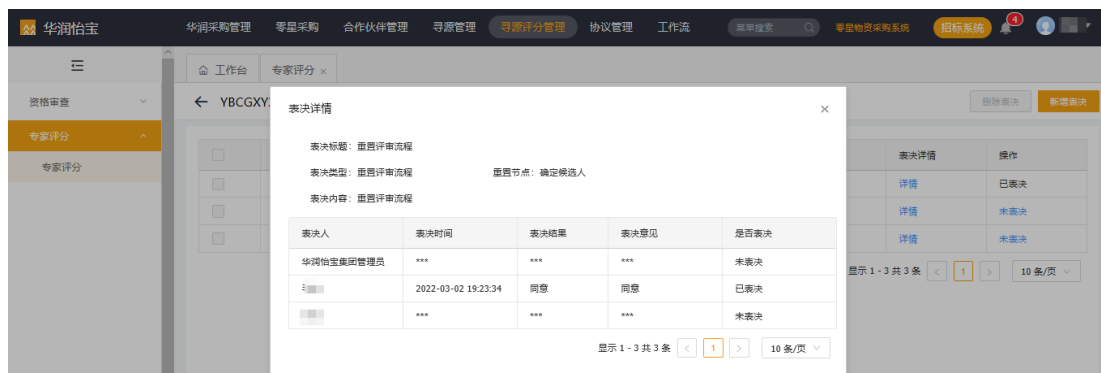 华润怡宝 华润采购管理 零星采购 合作伙伴管理 寻源管理 寻源评分管理 协议管理 工作流 菜单搜索 零星物资采购系统 招标系统 4
工作台 专家评分 ×
资格审查
专家评分
专家评分
← YBCGXY 删除表决 新增表决
表决详情 操作
详情 已表决
详情 未表决
详情 未表决
显示 1 - 3 共 3 条 < 1 > 10 条/页
表决详情 ×
表决标题：重置评审流程
表决类型：重置评审流程 重置节点：确定候选人
表决内容：重置评审流程
表决人 表决时间 表决结果 表决意见 是否表决
华润怡宝集团管理员 *** *** *** 未表决
2022-03-02 19:23:34 同意 同意 已表决
*** *** *** 未表决
显示 1 - 3 共 3 条 < 1 > 10 条/页